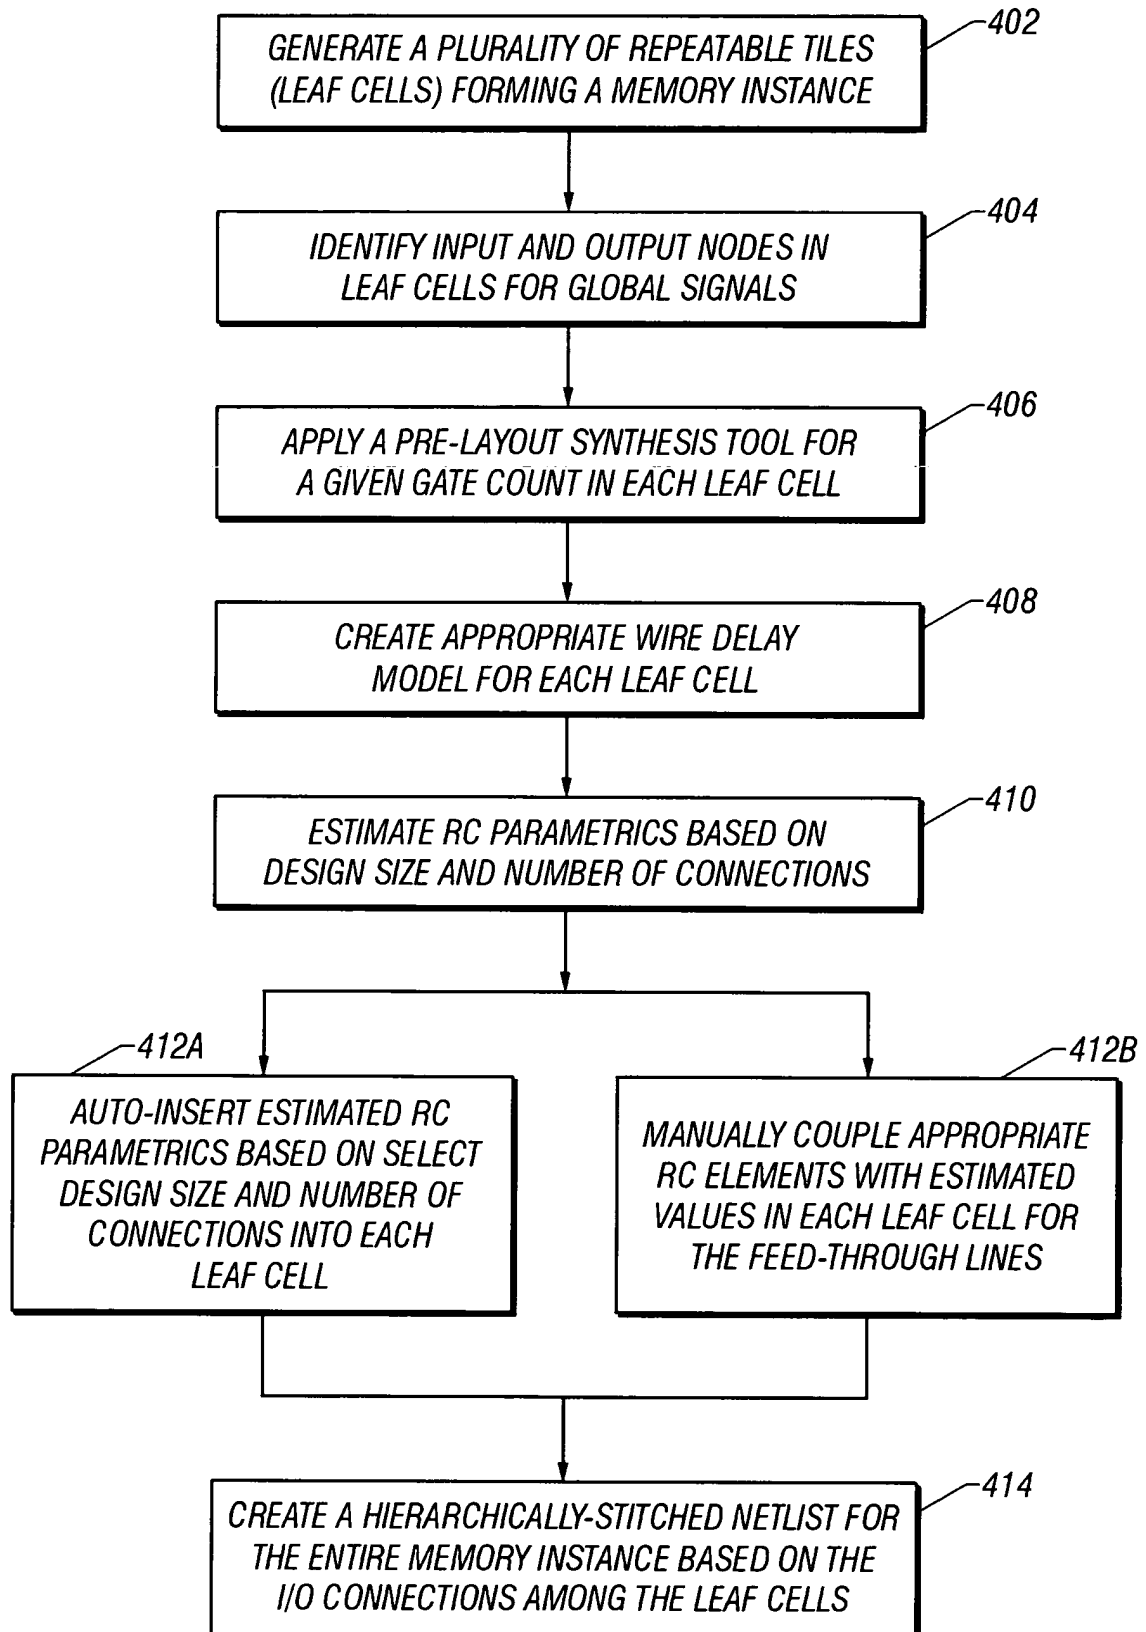 402
GENERATE A PLURALITY OF REPEATABLE TILES
(LEAF CELLS) FORMING A MEMORY INSTANCE
404
IDENTIFY INPUT AND OUTPUT NODES IN
LEAF CELLS FOR GLOBAL SIGNALS
406
APPLY A PRE-LAYOUT SYNTHESIS TOOL FOR
A GIVEN GATE COUNT IN EACH LEAF CELL
408
CREATE APPROPRIATE WIRE DELAY
MODEL FOR EACH LEAF CELL
410
ESTIMATE RC PARAMETRICS BASED ON
DESIGN SIZE AND NUMBER OF CONNECTIONS
412A
AUTO-INSERT ESTIMATED RC
PARAMETRICS BASED ON SELECT
DESIGN SIZE AND NUMBER OF
CONNECTIONS INTO EACH
LEAF CELL
412B
MANUALLY COUPLE APPROPRIATE
RC ELEMENTS WITH ESTIMATED
VALUES IN EACH LEAF CELL FOR
THE FEED-THROUGH LINES
414
CREATE A HIERARCHICALLY-STITCHED NETLIST FOR
THE ENTIRE MEMORY INSTANCE BASED ON THE
I/O CONNECTIONS AMONG THE LEAF CELLS